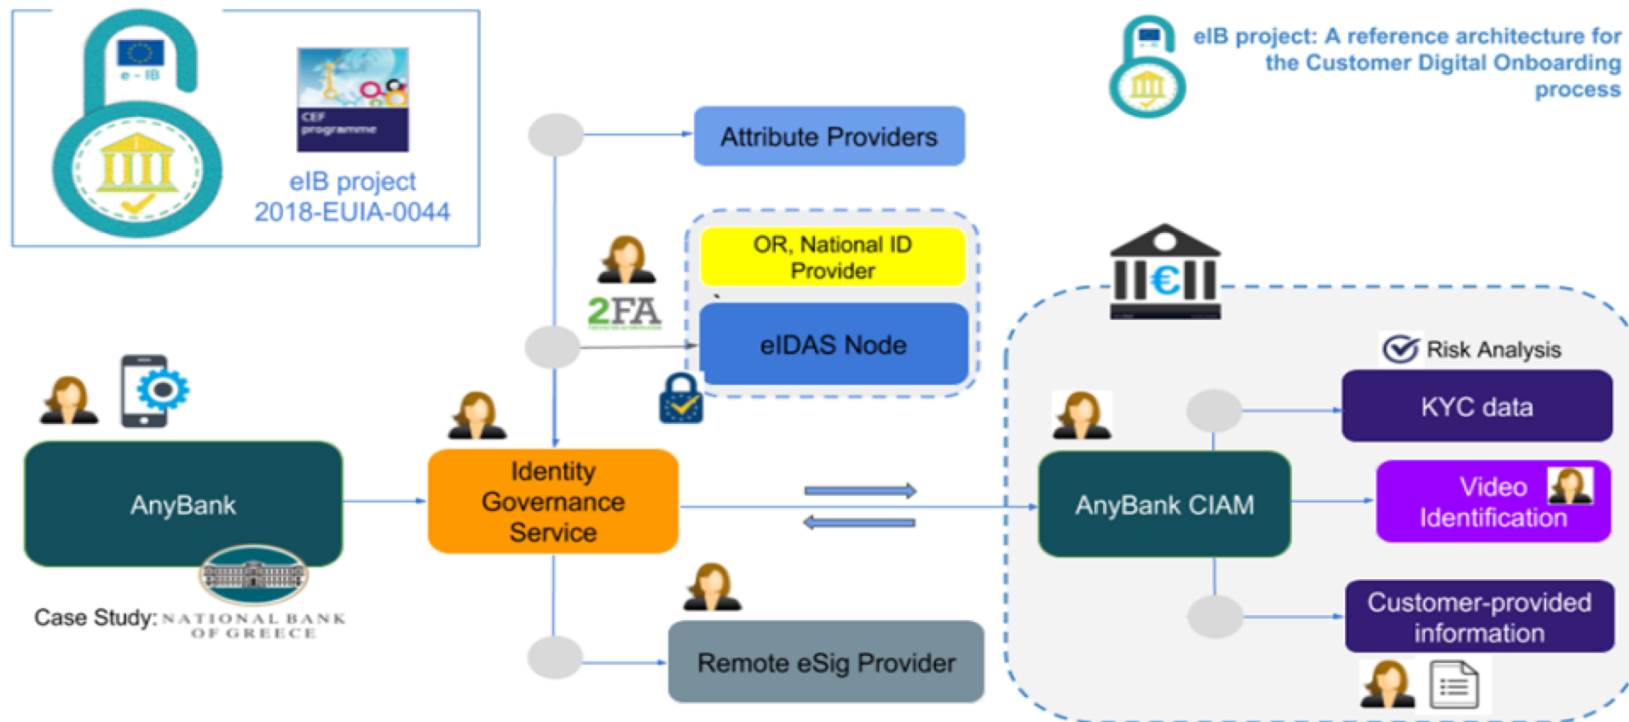 e - IB
CEF
programme
eIB project
2018-EUIA-0044
eIB project: A reference architecture for
the Customer Digital Onboarding
process
Attribute Providers
OR, National ID
Provider
2FA
eIDAS Node
Risk Analysis
KYC data
AnyBank
Identity
Governance
Service
AnyBank CIAM
Video
Identification
Case Study: NATIONAL BANK
OF GREECE
Remote eSig Provider
Customer-provided
information